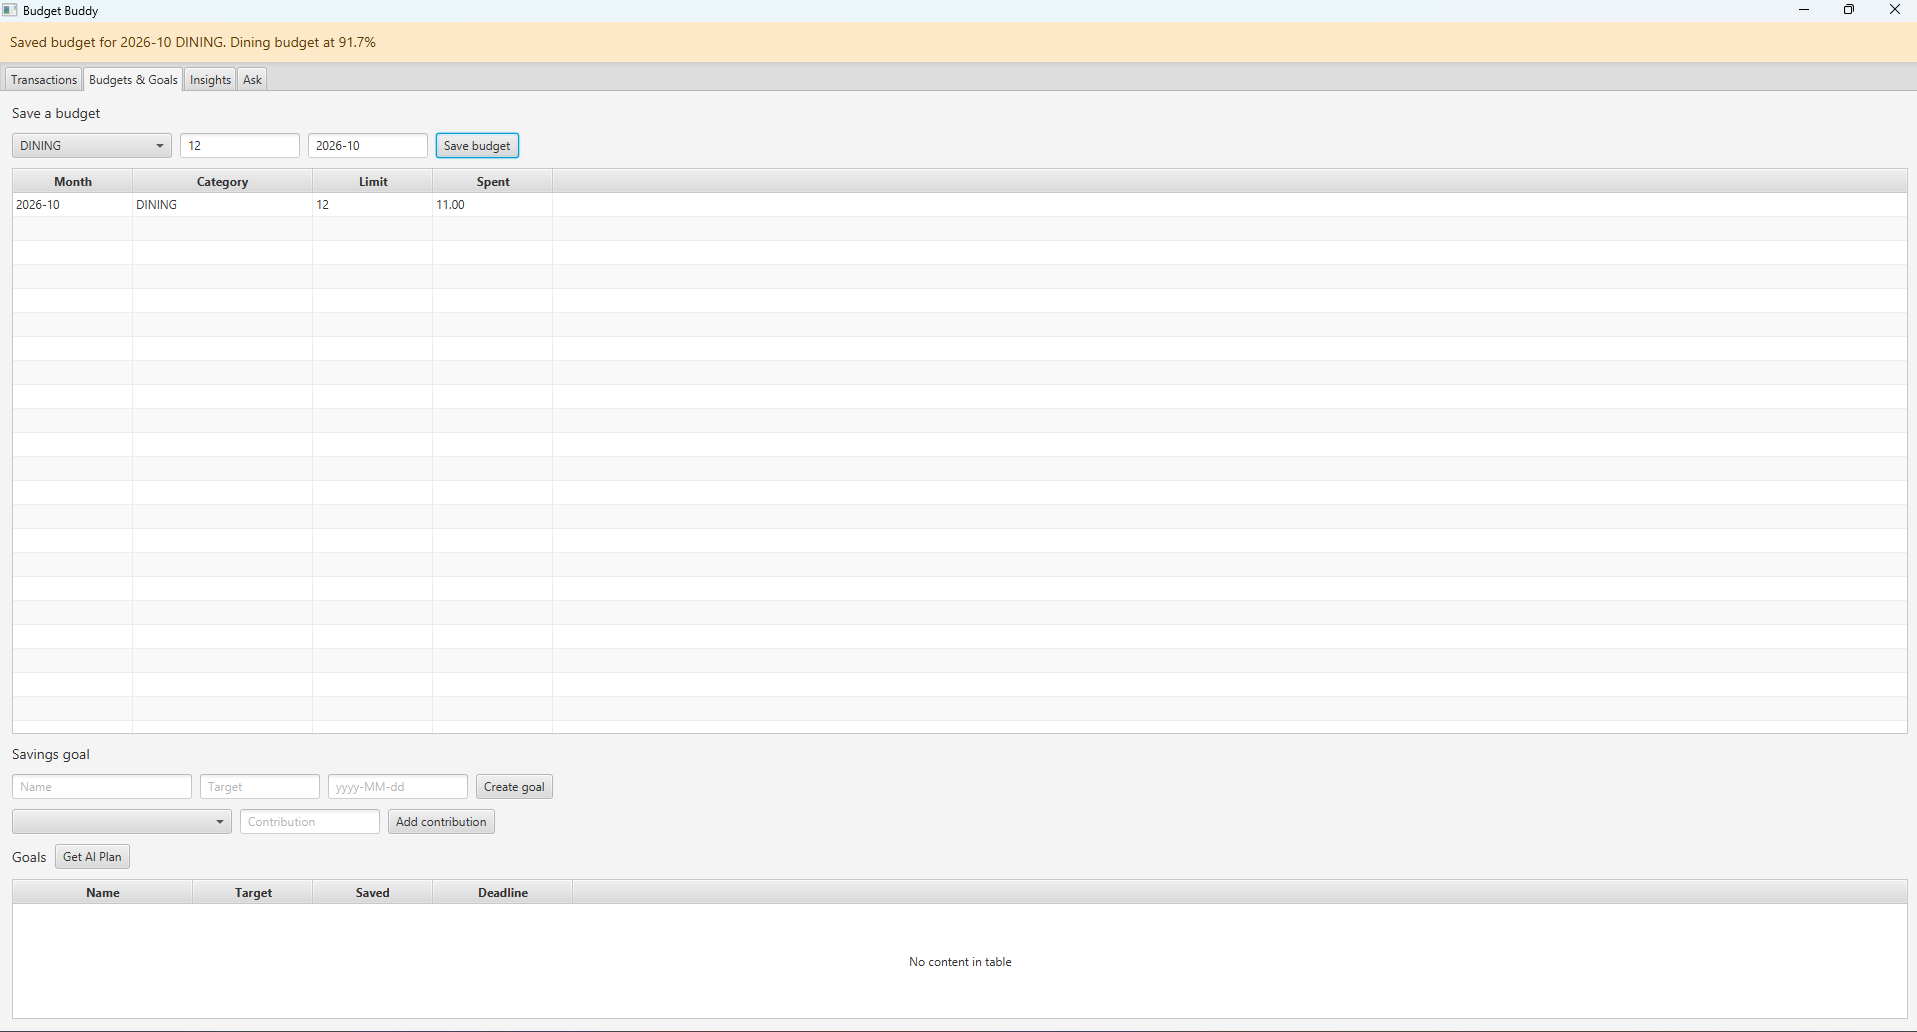 Budget Buddy
Saved budget for 2026-10 DINING. Dining budget at 91.7%
Transactions Budgets & Goals Insights Ask
Save a budget
DINING 12 2026-10 Save budget
Month Category Limit Spent
2026-10 DINING 12 11.00
Savings goal
Name Target yyyy-MM-dd Create goal
Contribution Add contribution
Goals Get AI Plan
Name Target Saved Deadline
No content in table